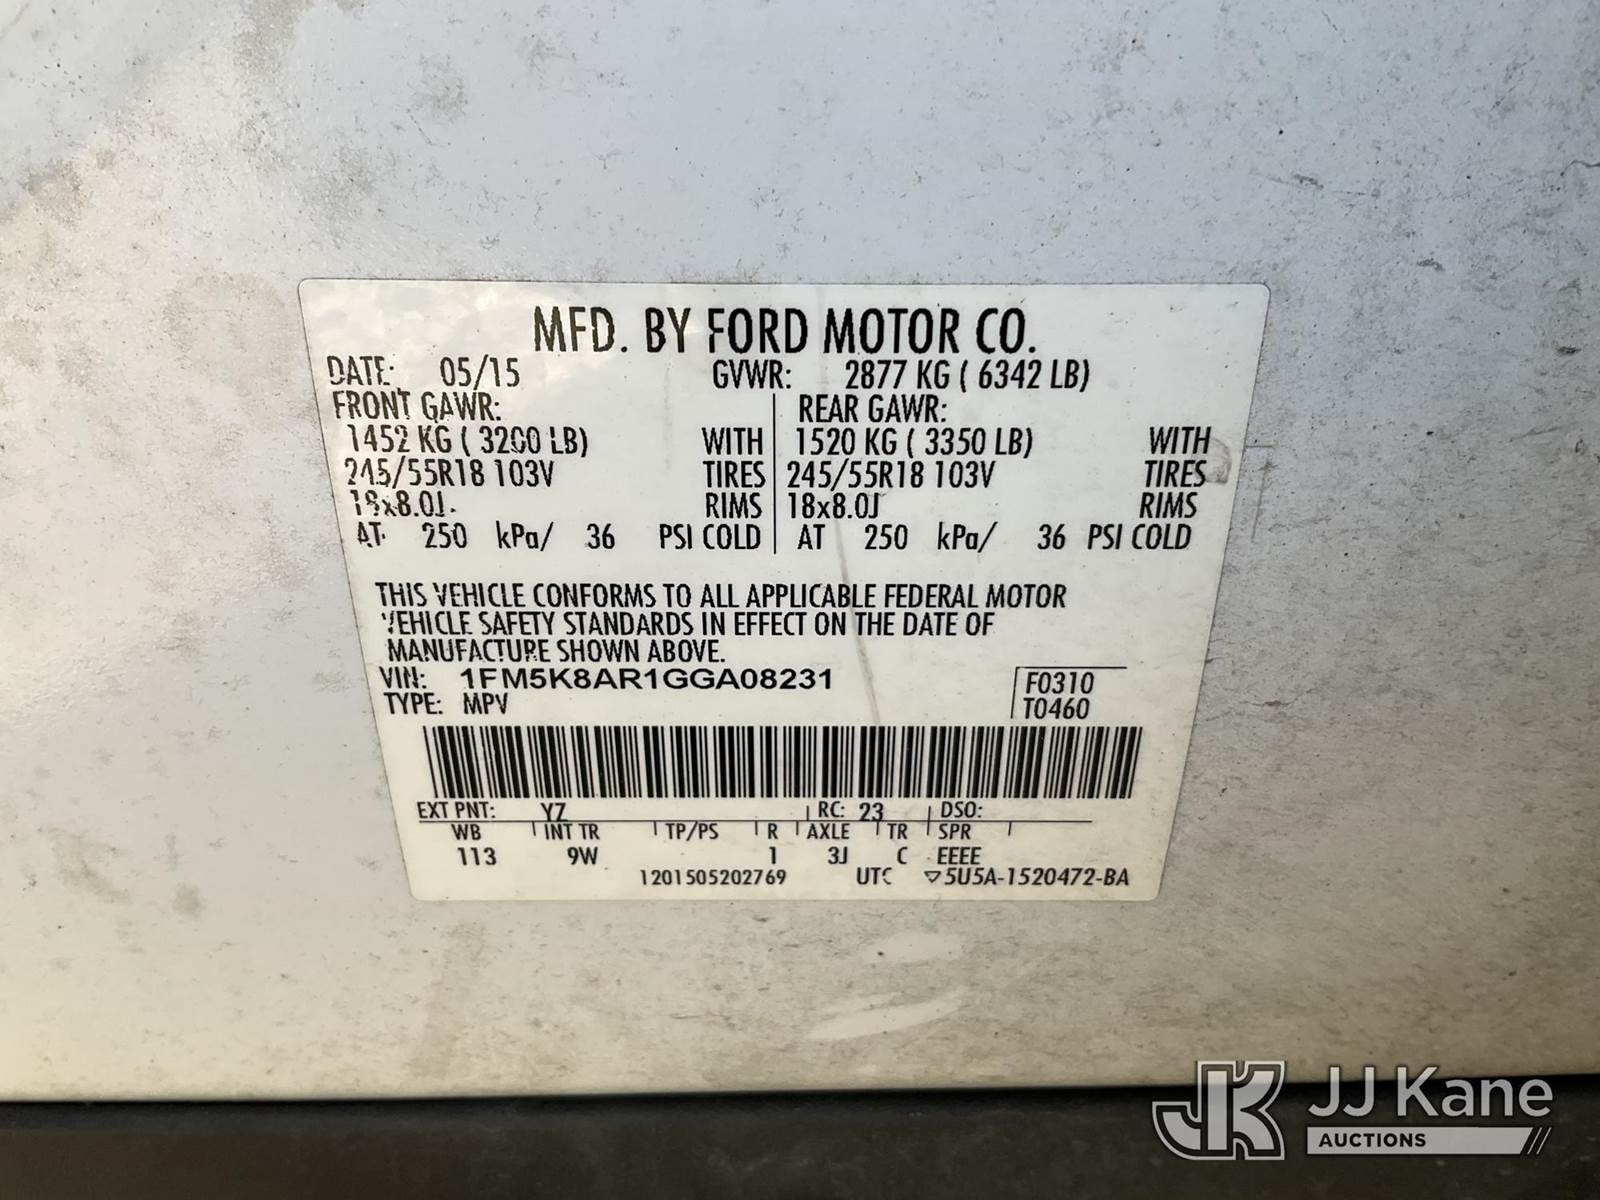 MFD. BY FORD MOTOR CO.
DATE: 05/15 GVWR: 2877 KG ( 6342 LB)
FRONT GAWR: REAR GAWR:
1452 KG ( 3200 LB) WITH 1520 KG ( 3350 LB) WITH
245/55R18 103V TIRES 245/55R18 103V TIRES
18x8.0J RIMS 18x8.0J RIMS
AT 250 kPa/ 36 PSI COLD AT 250 kPa/ 36 PSI COLD
THIS VEHICLE CONFORMS TO ALL APPLICABLE FEDERAL MOTOR
VEHICLE SAFETY STANDARDS IN EFFECT ON THE DATE OF
MANUFACTURE SHOWN ABOVE.
VIN: 1FM5K8AR1GGA08231 F0310
TYPE: MPV T0460
EXT PNT: YZ RC: 23 DSO:
WB INT TR TP/PS R AXLE TR SPR
113 9W 1 3J C EEEE
1201505202769 UTC ▽5U5A-1520472-BA
JK JJ Kane
AUCTIONS